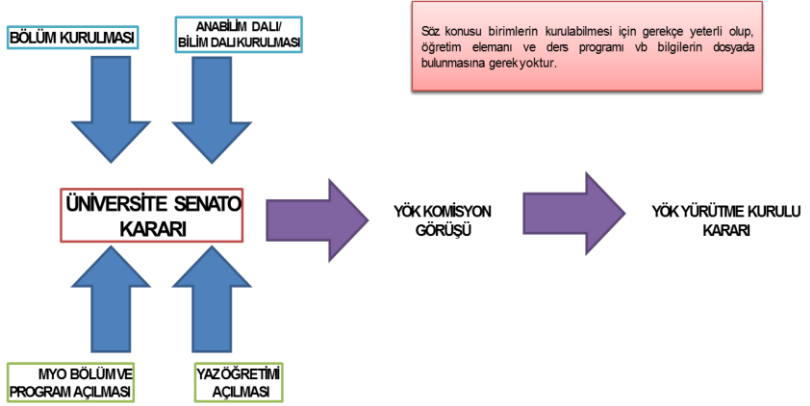 BÖLÜM KURULMASI
ANABİLİM DALI/
BİLİM DALI KURULMASI
Söz konusu birimlerin kurulabilmesi için gerekçe yeterli olup,
öğretim elemanı ve ders programı vb bilgilerin dosyada
bulunmasına gerek yoktur.
ÜNİVERSİTE SENATO
KARARI
YÖK KOMİSYON
GÖRÜŞÜ
YÖK YÜRÜTME KURULU
KARARI
MYO BÖLÜM VE
PROGRAM AÇILMASI
YAZ ÖĞRETİMİ
AÇILMASI